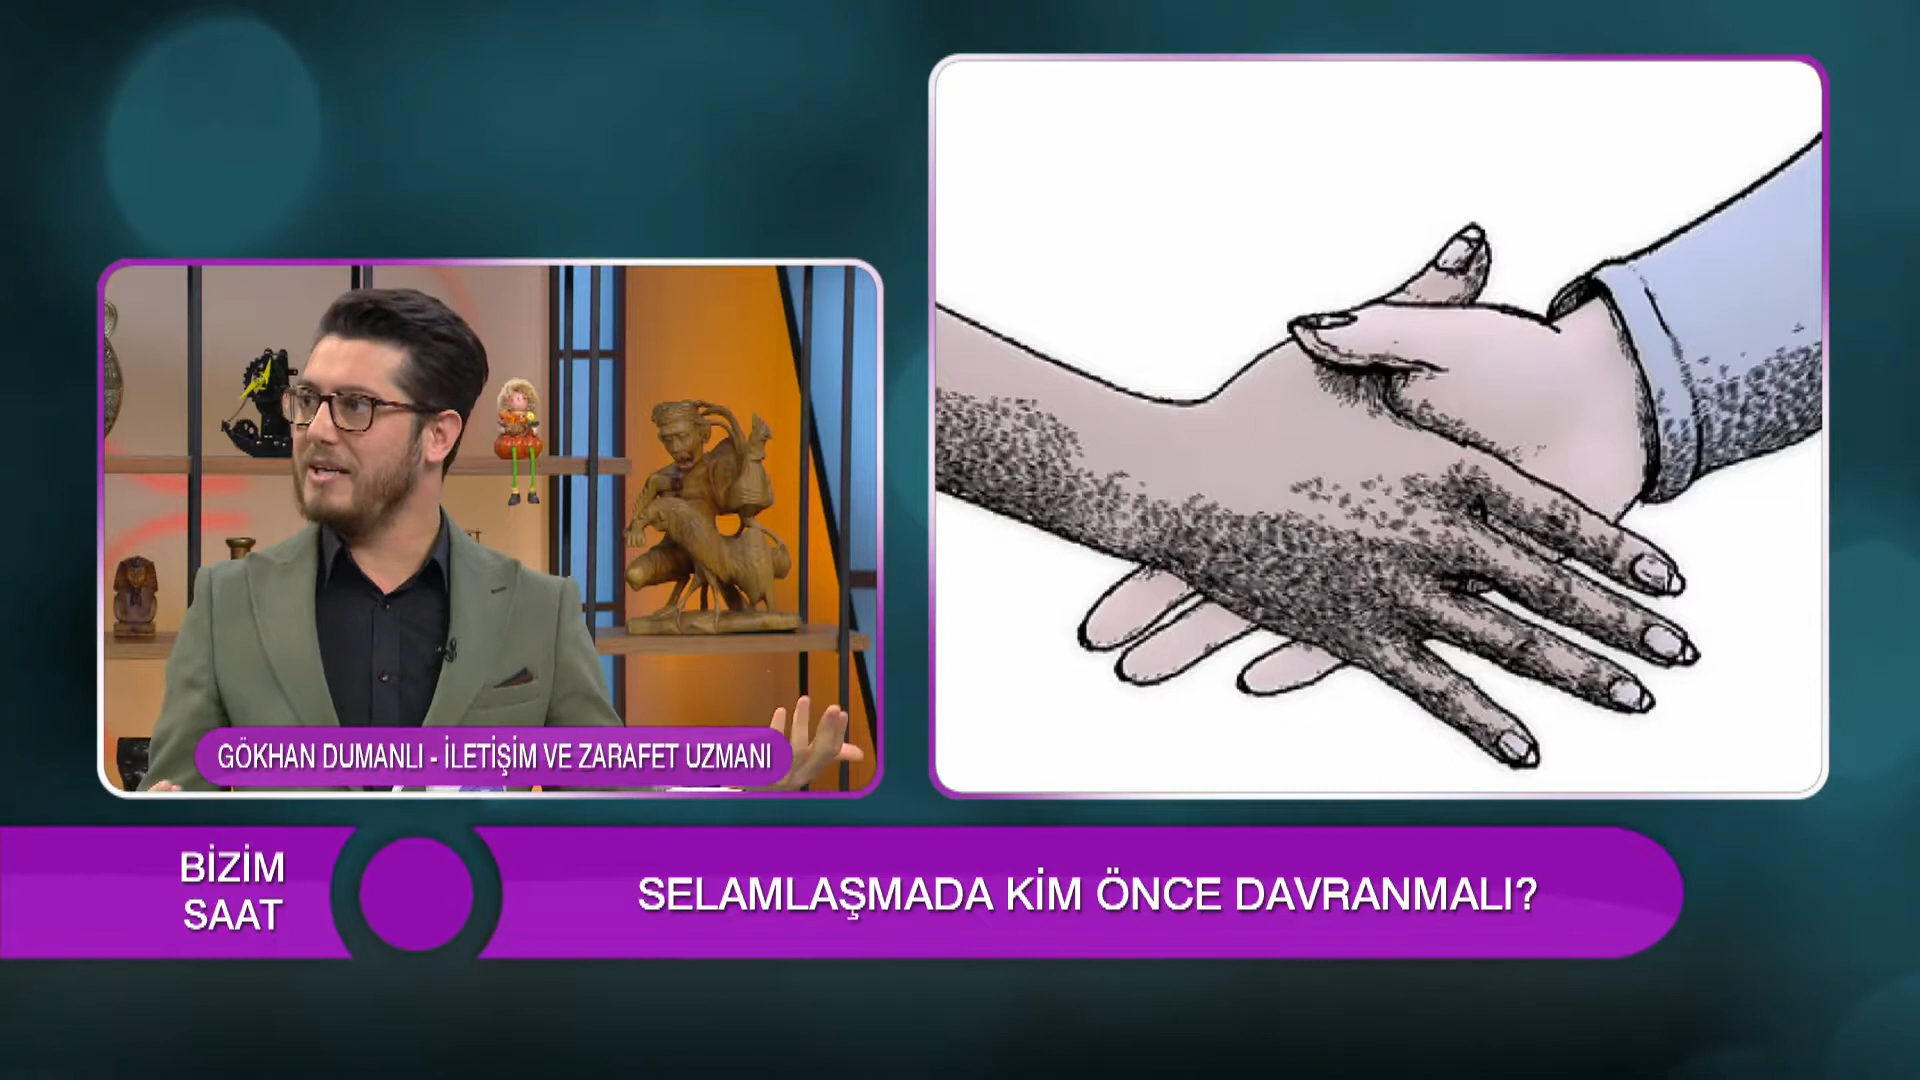 GÖKHAN DUMANLI - İLETİŞİM VE ZARAFET UZMANI
BİZİM
SAAT
SELAMLAŞMADA KİM ÖNCE DAVRANMALI?